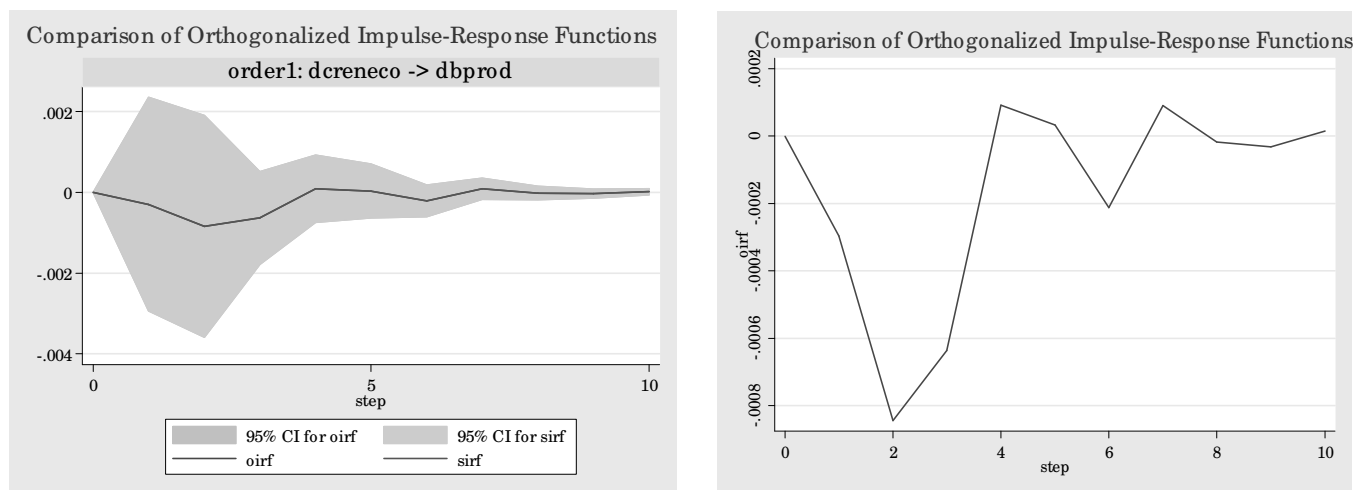 Comparison of Orthogonalized Impulse-Response Functions
order1: dcreneco -> dbprod
.002
0
-.002
-.004
0 5 10
step
95% CI for oirf 95% CI for sirf
oirf sirf
Comparison of Orthogonalized Impulse-Response Functions
oirf
.0002
0
-.0002
-.0004
-.0006
-.0008
0 2 4 6 8 10
step